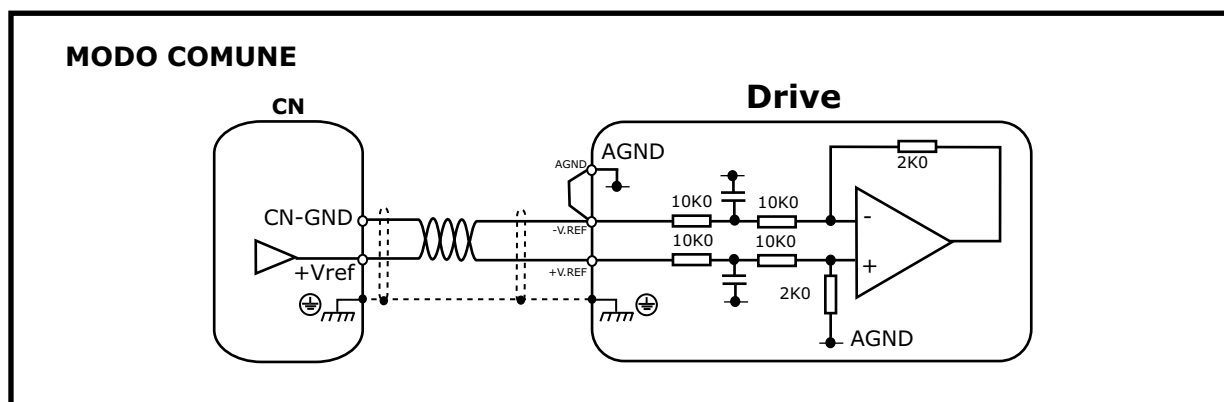 MODO COMUNE
CN
Drive
AGND
AGND
2K0
10K0
10K0
CN-GND
-
-V.REF
10K0
10K0
+Vref
+V.REF
+
2K0
AGND